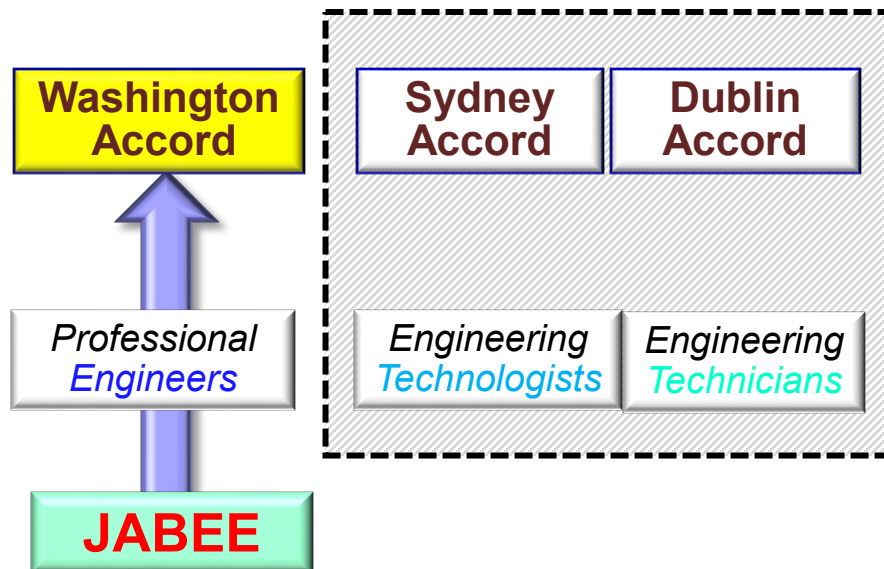 Washington
Accord
Sydney
Accord
Dublin
Accord
Professional
Engineers
Engineering
Technologists
Engineering
Technicians
JABEE